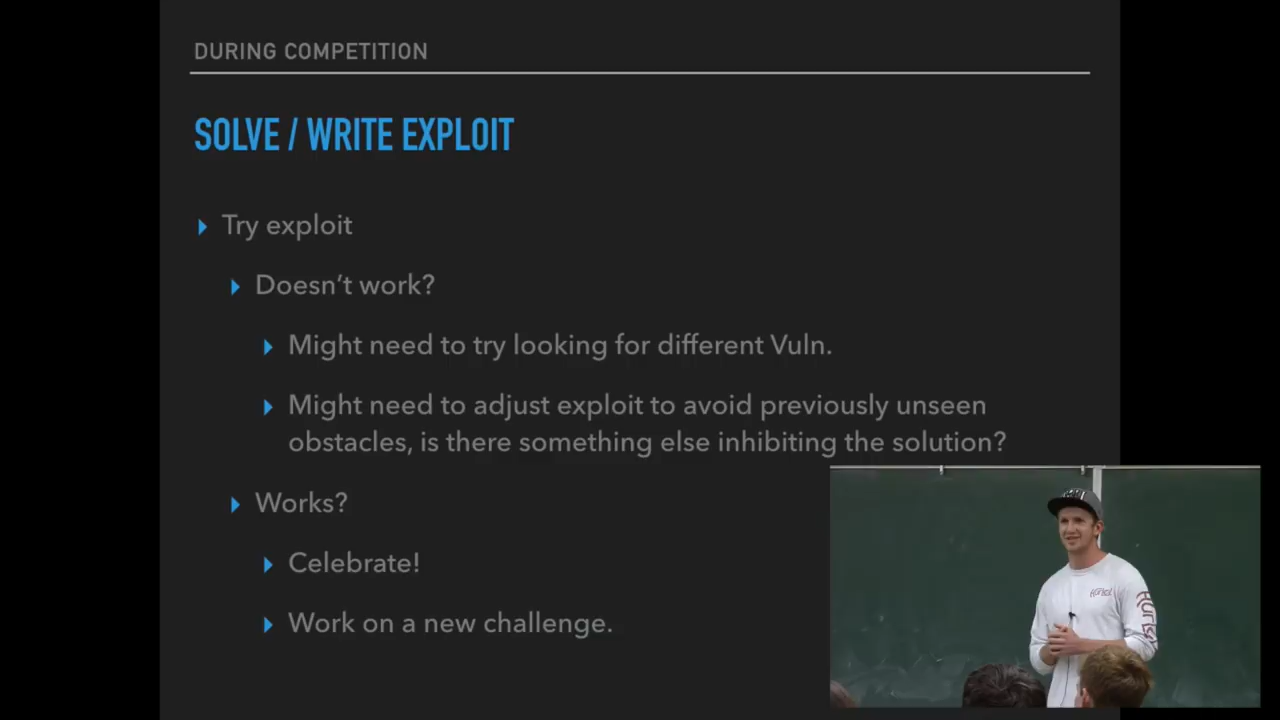 DURING COMPETITION
SOLVE / WRITE EXPLOIT
Try exploit
Doesn't work?
Might need to try looking for different Vuln.
Might need to adjust exploit to avoid previously unseen
obstacles, is there something else inhibiting the solution?
Works?
Celebrate!
Work on a new challenge.
Hurley
Hurley